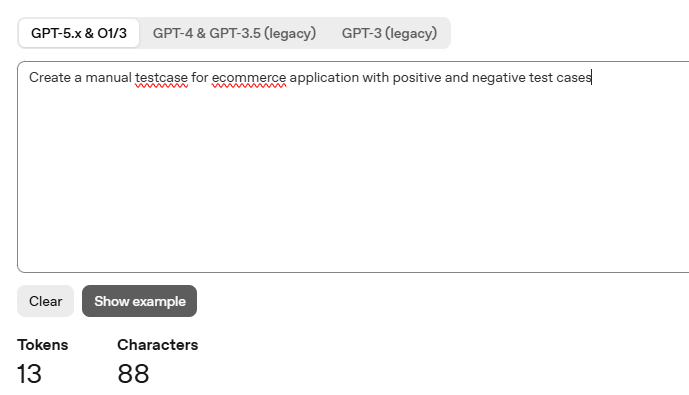 GPT-5.x & O1/3 GPT-4 & GPT-3.5 (legacy) GPT-3 (legacy)
Create a manual testcase for ecommerce application with positive and negative test cases
Clear Show example
Tokens Characters
13 88